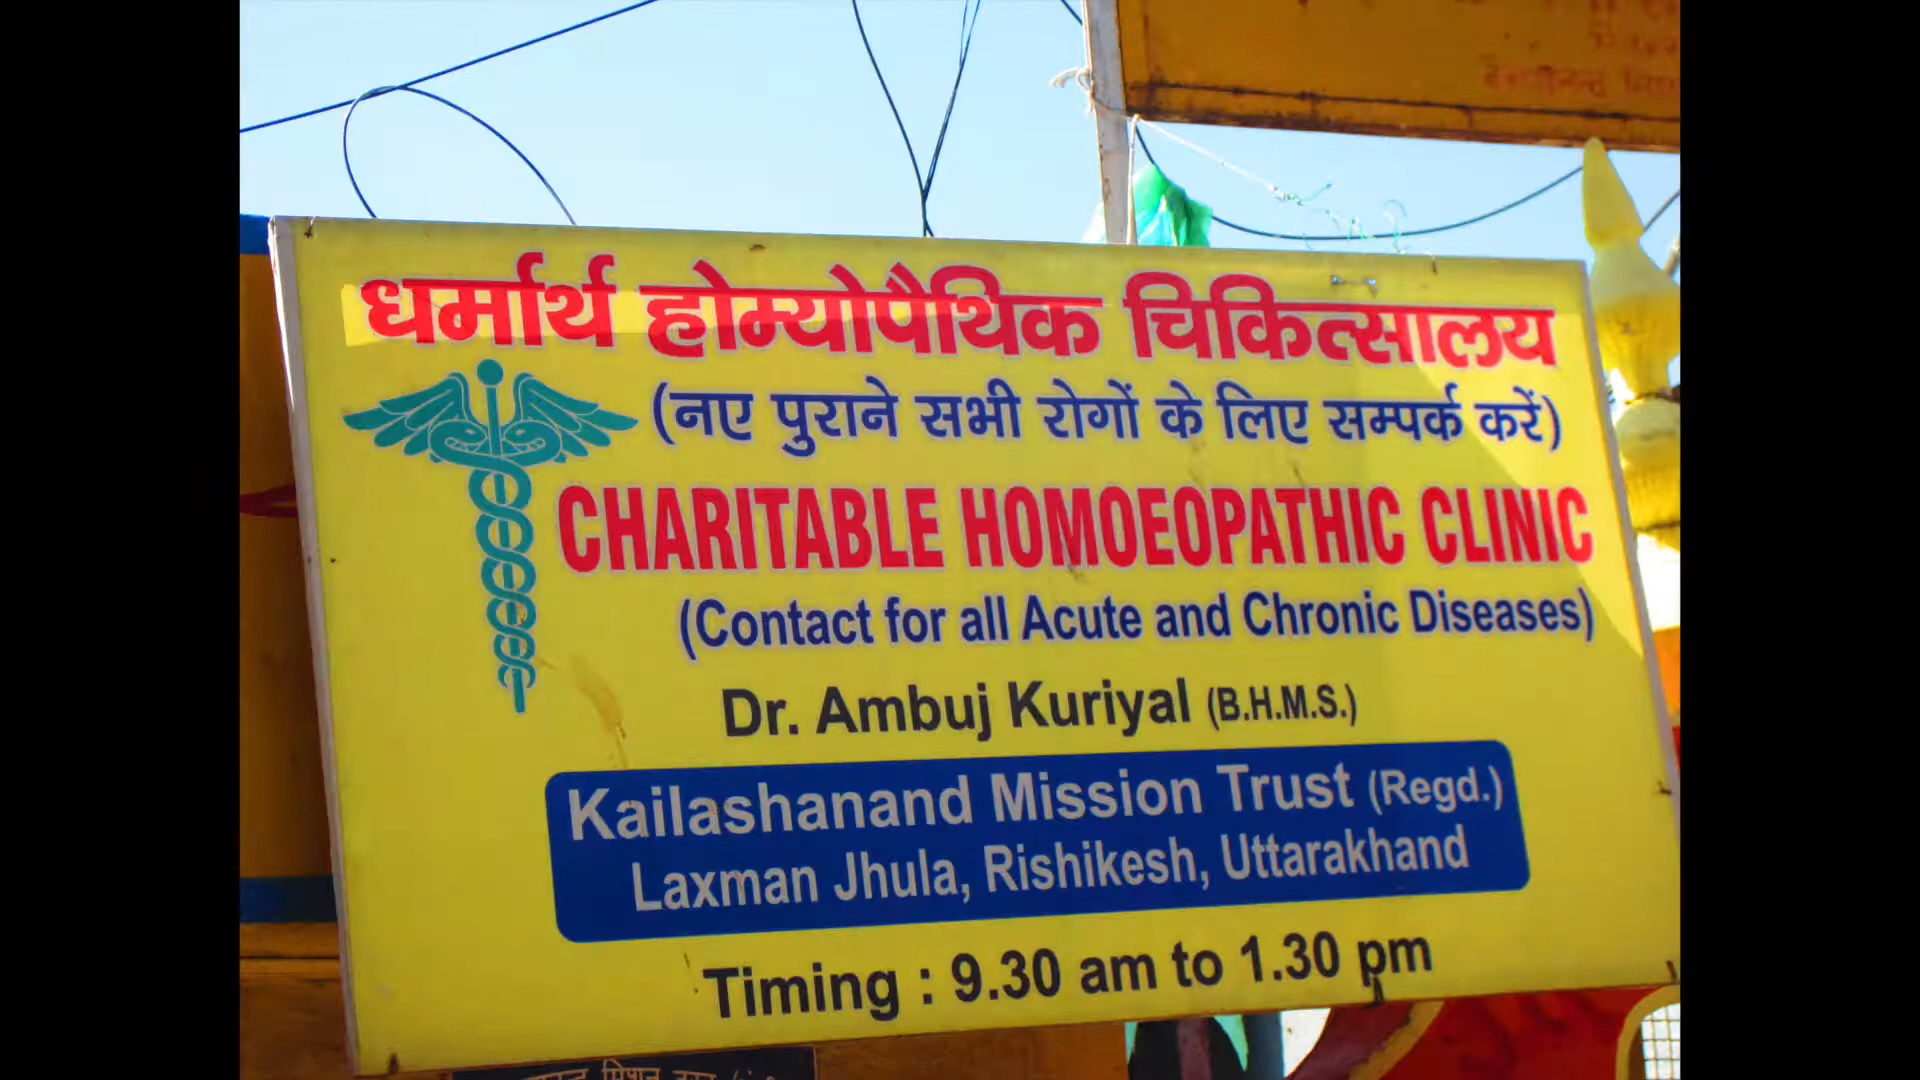 धर्मार्थ होम्योपैथिक चिकित्सालय
(नए पुराने सभी रोगों के लिए सम्पर्क करें)
CHARITABLE HOMOEOPATHIC CLINIC
(Contact for all Acute and Chronic Diseases)
Dr. Ambuj Kuriyal (B.H.M.S.)
Kailashanand Mission Trust (Regd.)
Laxman Jhula, Rishikesh, Uttarakhand
Timing : 9.30 am to 1.30 pm
मिशन